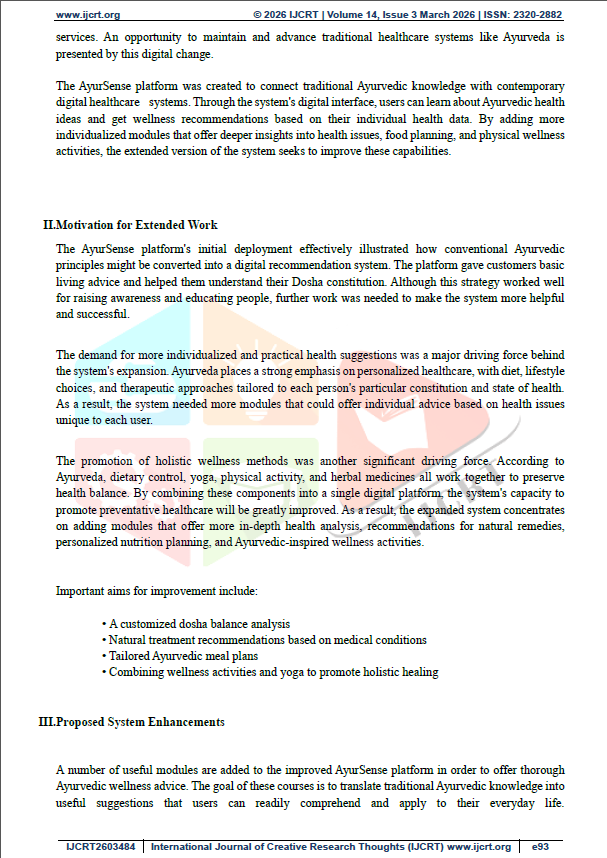 www.ijcrt.org © 2026 IJCRT | Volume 14, Issue 3 March 2026 | ISSN: 2320-2882
services. An opportunity to maintain and advance traditional healthcare systems like Ayurveda is
presented by this digital change.
The AyurSense platform was created to connect traditional Ayurvedic knowledge with contemporary
digital healthcare systems. Through the system's digital interface, users can learn about Ayurvedic health
ideas and get wellness recommendations based on their individual health data. By adding more
individualized modules that offer deeper insights into health issues, food planning, and physical wellness
activities, the extended version of the system seeks to improve these capabilities.
II.Motivation for Extended Work
The AyurSense platform's initial deployment effectively illustrated how conventional Ayurvedic
principles might be converted into a digital recommendation system. The platform gave customers basic
living advice and helped them understand their Dosha constitution. Although this strategy worked well
for raising awareness and educating people, further work was needed to make the system more helpful
and successful.
The demand for more individualized and practical health suggestions was a major driving force behind
the system's expansion. Ayurveda places a strong emphasis on personalized healthcare, with diet, lifestyle
choices, and therapeutic approaches tailored to each person's particular constitution and state of health.
As a result, the system needed more modules that could offer individual advice based on health issues
unique to each user.
The promotion of holistic wellness methods was another significant driving force. According to
Ayurveda, dietary control, yoga, physical activity, and herbal medicines all work together to preserve
health balance. By combining these components into a single digital platform, the system's capacity to
promote preventative healthcare will be greatly improved. As a result, the expanded system concentrates
on adding modules that offer more in-depth health analysis, recommendations for natural remedies,
personalized nutrition planning, and Ayurvedic-inspired wellness activities.
IJCRT
Important aims for improvement include:
• A customized dosha balance analysis
• Natural treatment recommendations based on medical conditions
• Tailored Ayurvedic meal plans
• Combining wellness activities and yoga to promote holistic healing
III.Proposed System Enhancements
A number of useful modules are added to the improved AyurSense platform in order to offer thorough
Ayurvedic wellness advice. The goal of these courses is to translate traditional Ayurvedic knowledge into
useful suggestions that users can readily comprehend and apply to their everyday life.
IJCRT2603484 | International Journal of Creative Research Thoughts (IJCRT) www.ijcrt.org | e93